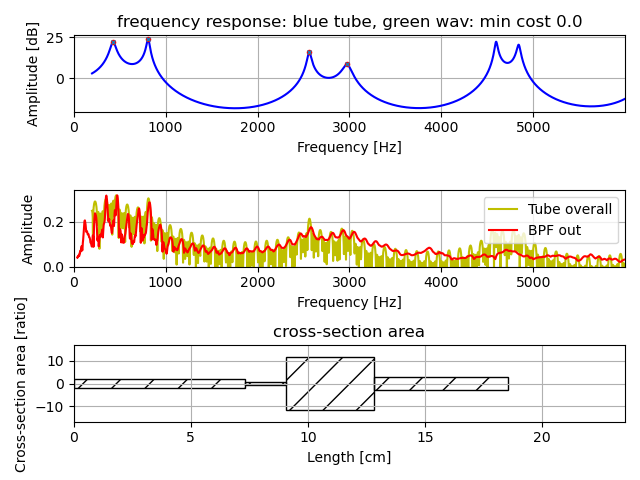 frequency response: blue tube, green wav: min cost 0.0
Amplitude [dB]
25
0
0
1000
2000
3000
4000
5000
Frequency [Hz]
Amplitude
0.2
0.0
Tube overall
BPF out
0
1000
2000
3000
4000
5000
Frequency [Hz]
cross-section area
Cross-section area [ratio]
10
0
−10
0
5
10
15
20
Length [cm]